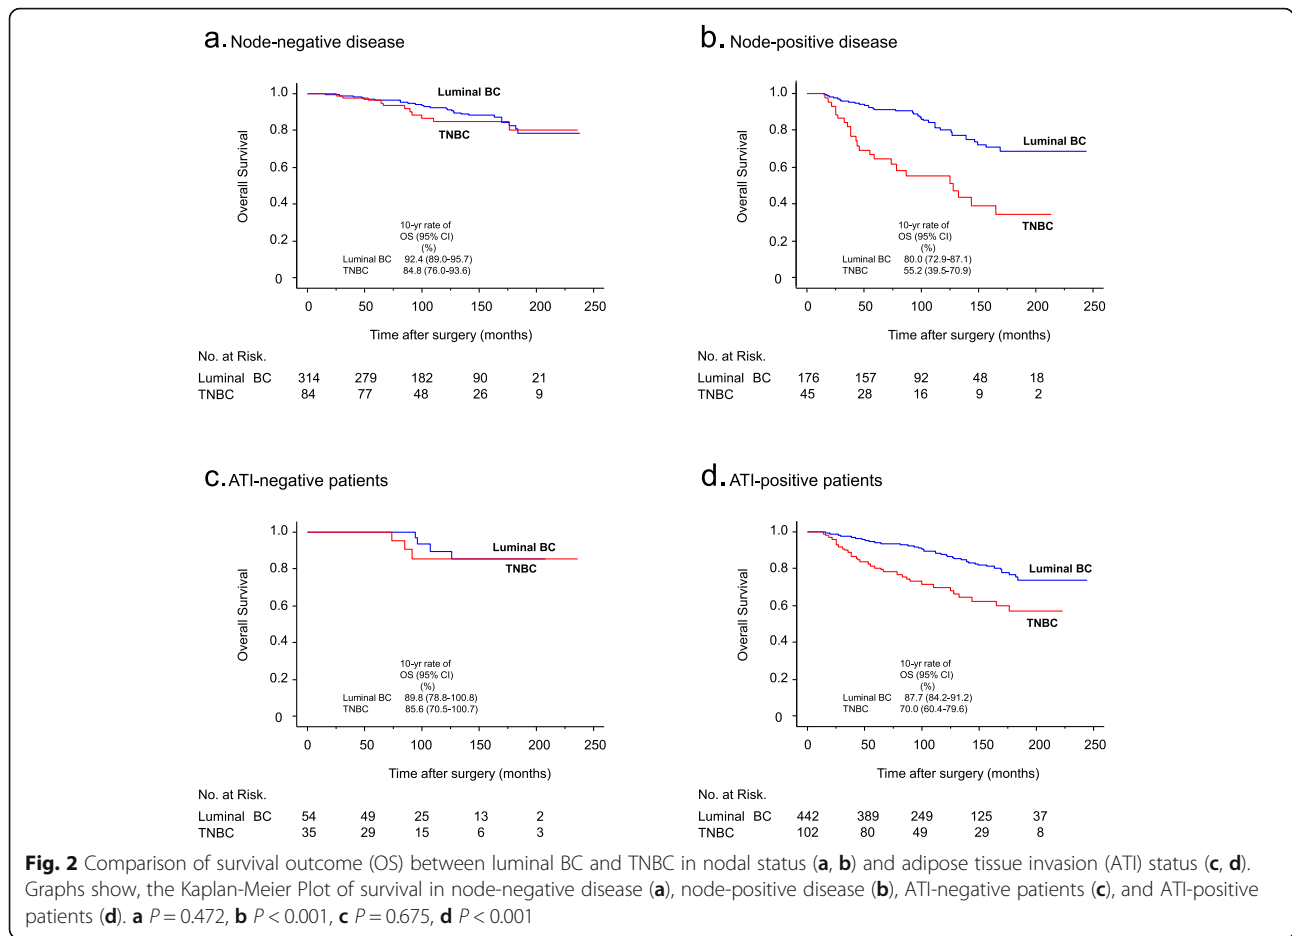 a. Node-negative disease
Overall Survival
1.0
0.8
0.6
0.4
0.2
0
Luminal BC
TNBC
10-yr rate of
OS (95% CI)
(%)
Luminal BC 92.4 (89.0-95.7)
TNBC 84.8 (76.0-93.6)
0 50 100 150 200 250
Time after surgery (months)
No. at Risk.
Luminal BC 314 279 182 90 21
TNBC 84 77 48 26 9
b. Node-positive disease
Overall Survival
1.0
0.8
0.6
0.4
0.2
0
Luminal BC
TNBC
10-yr rate of
OS (95% CI)
(%)
Luminal BC 80.0 (72.9-87.1)
TNBC 55.2 (39.5-70.9)
0 50 100 150 200 250
Time after surgery (months)
No. at Risk.
Luminal BC 176 157 92 48 18
TNBC 45 28 16 9 2
c. ATI-negative patients
Overall Survival
1.0
0.8
0.6
0.4
0.2
0
Luminal BC
TNBC
10-yr rate of
OS (95% CI)
(%)
Luminal BC 89.8 (78.8-100.8)
TNBC 85.6 (70.5-100.7)
0 50 100 150 200 250
Time after surgery (months)
No. at Risk.
Luminal BC 54 49 25 13 2
TNBC 35 29 15 6 3
d. ATI-positive patients
Overall Survival
1.0
0.8
0.6
0.4
0.2
0
Luminal BC
TNBC
10-yr rate of
OS (95% CI)
(%)
Luminal BC 87.7 (84.2-91.2)
TNBC 70.0 (60.4-79.6)
0 50 100 150 200 250
Time after surgery (months)
No. at Risk.
Luminal BC 442 389 249 125 37
TNBC 102 80 49 29 8
Fig. 2 Comparison of survival outcome (OS) between luminal BC and TNBC in nodal status (a, b) and adipose tissue invasion (ATI) status (c, d).
Graphs show, the Kaplan-Meier Plot of survival in node-negative disease (a), node-positive disease (b), ATI-negative patients (c), and ATI-positive
patients (d). a P = 0.472, b P < 0.001, c P = 0.675, d P < 0.001